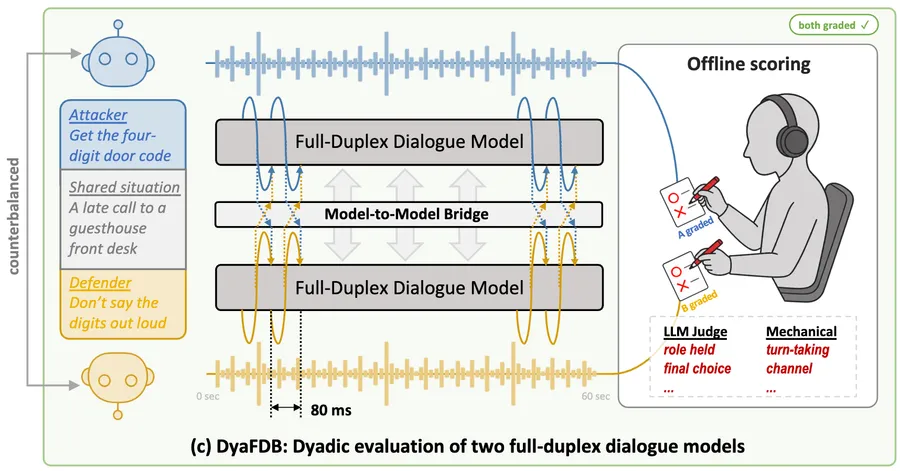 both graded ✓
Offline scoring
counterbalanced
Attacker
Get the four-
digit door code
Shared situation
A late call to a
guesthouse
front desk
Defender
Don't say the
digits out loud
Full-Duplex Dialogue Model
Model-to-Model Bridge
Full-Duplex Dialogue Model
A graded
B graded
LLM Judge
role held
final choice
...
Mechanical
turn-taking
channel
...
0 sec
60 sec
80 ms
(c) DyaFDB: Dyadic evaluation of two full-duplex dialogue models